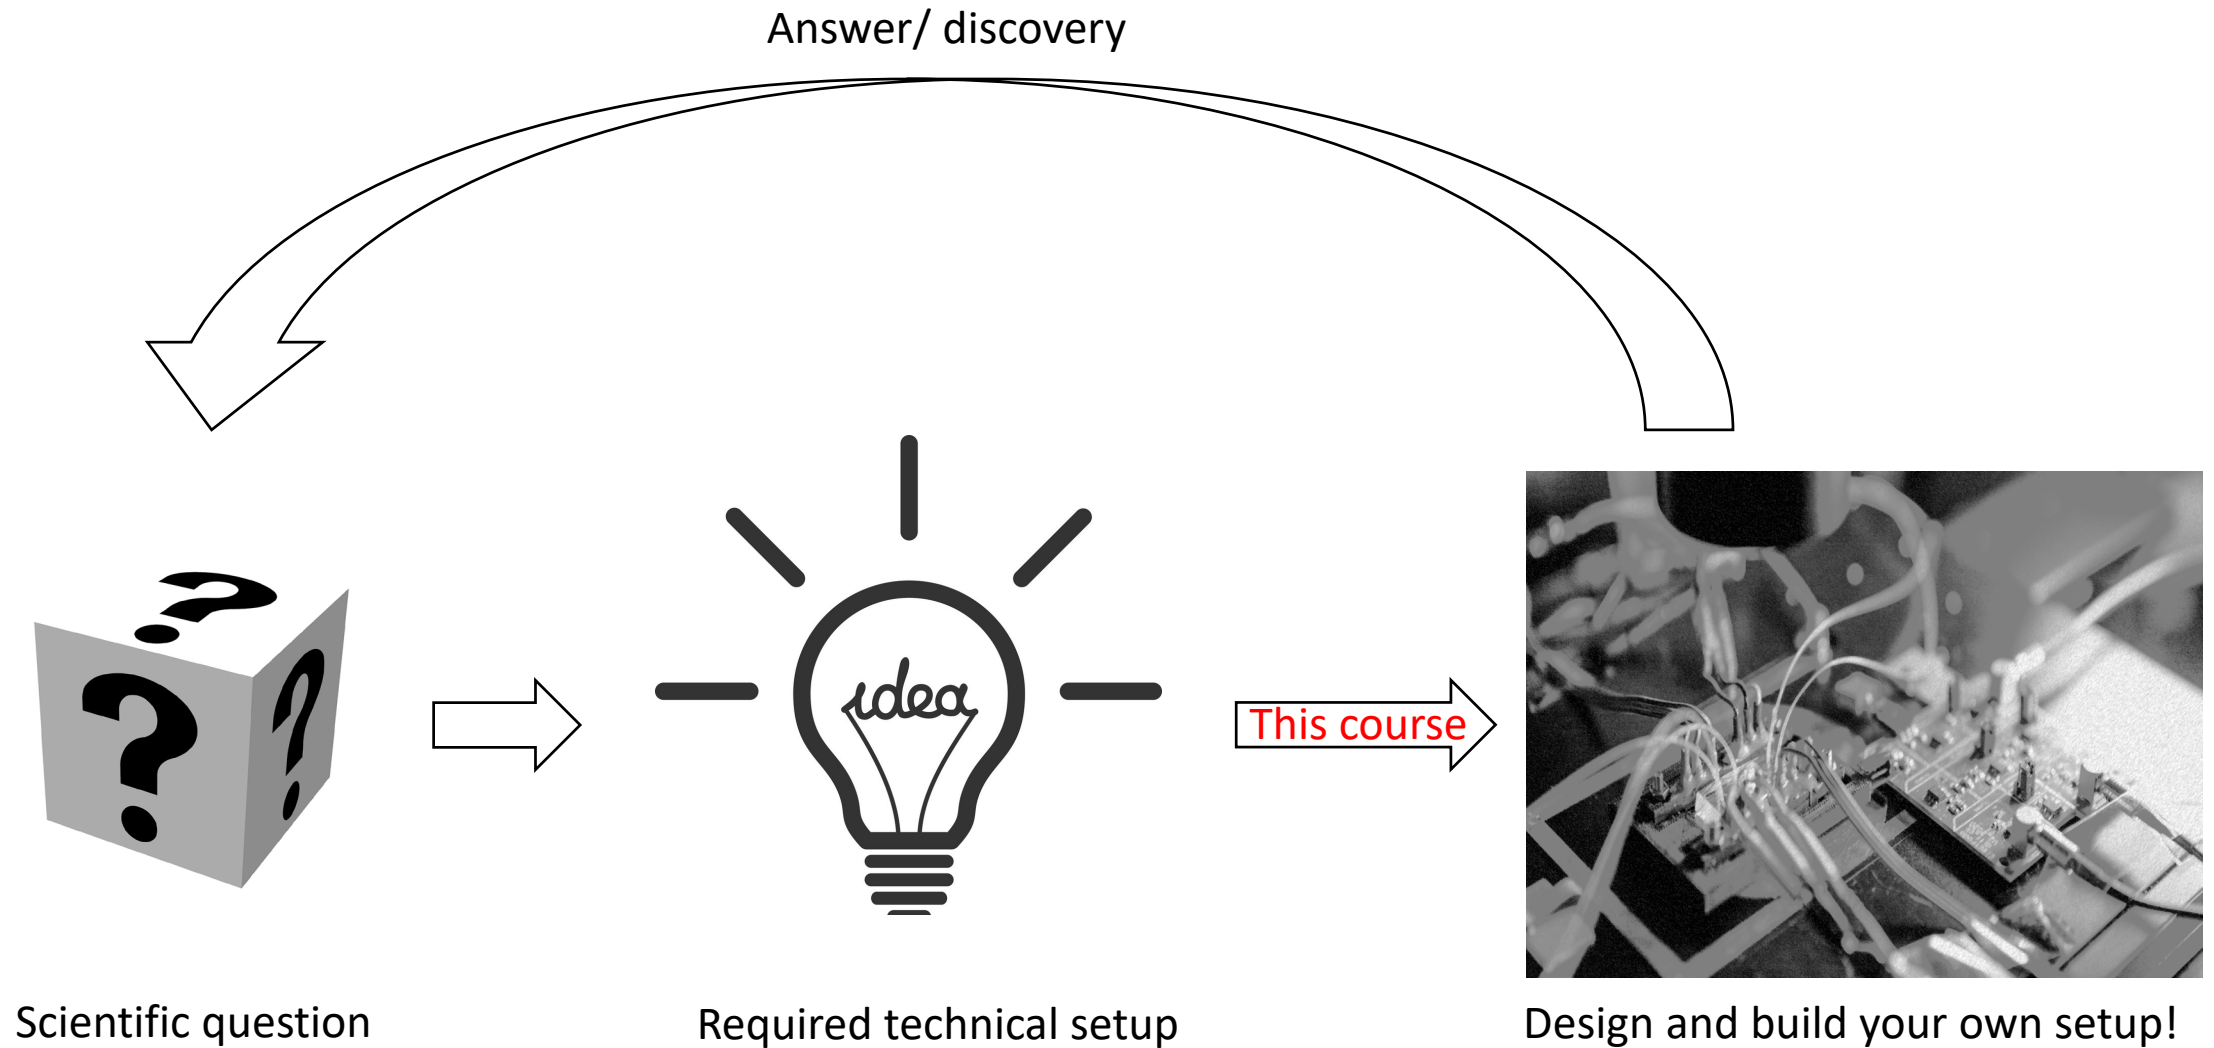 Answer/ discovery
?
?
?
idea
This course
Scientific question
Required technical setup
Design and build your own setup!